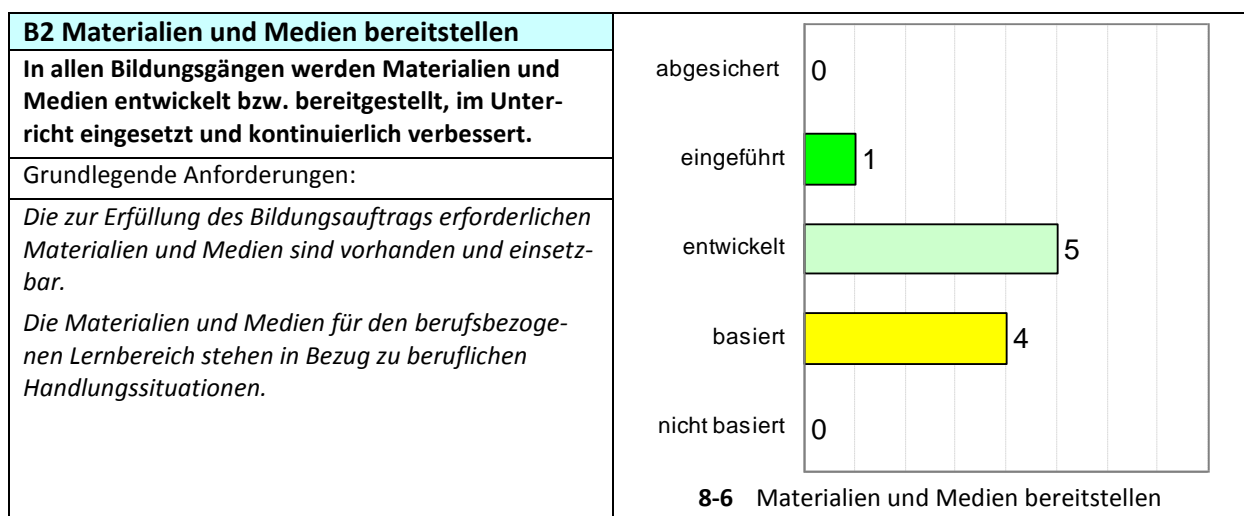 B2 Materialien und Medien bereitstellen
In allen Bildungsgängen werden Materialien und
Medien entwickelt bzw. bereitgestellt, im Unter-
richt eingesetzt und kontinuierlich verbessert.
Grundlegende Anforderungen:
Die zur Erfüllung des Bildungsauftrags erforderlichen
Materialien und Medien sind vorhanden und einsetz-
bar.
Die Materialien und Medien für den berufsbezoge-
nen Lernbereich stehen in Bezug zu beruflichen
Handlungssituationen.
abgesichert 0
eingeführt 1
entwickelt 5
basiert 4
nicht basiert 0
8-6 Materialien und Medien bereitstellen